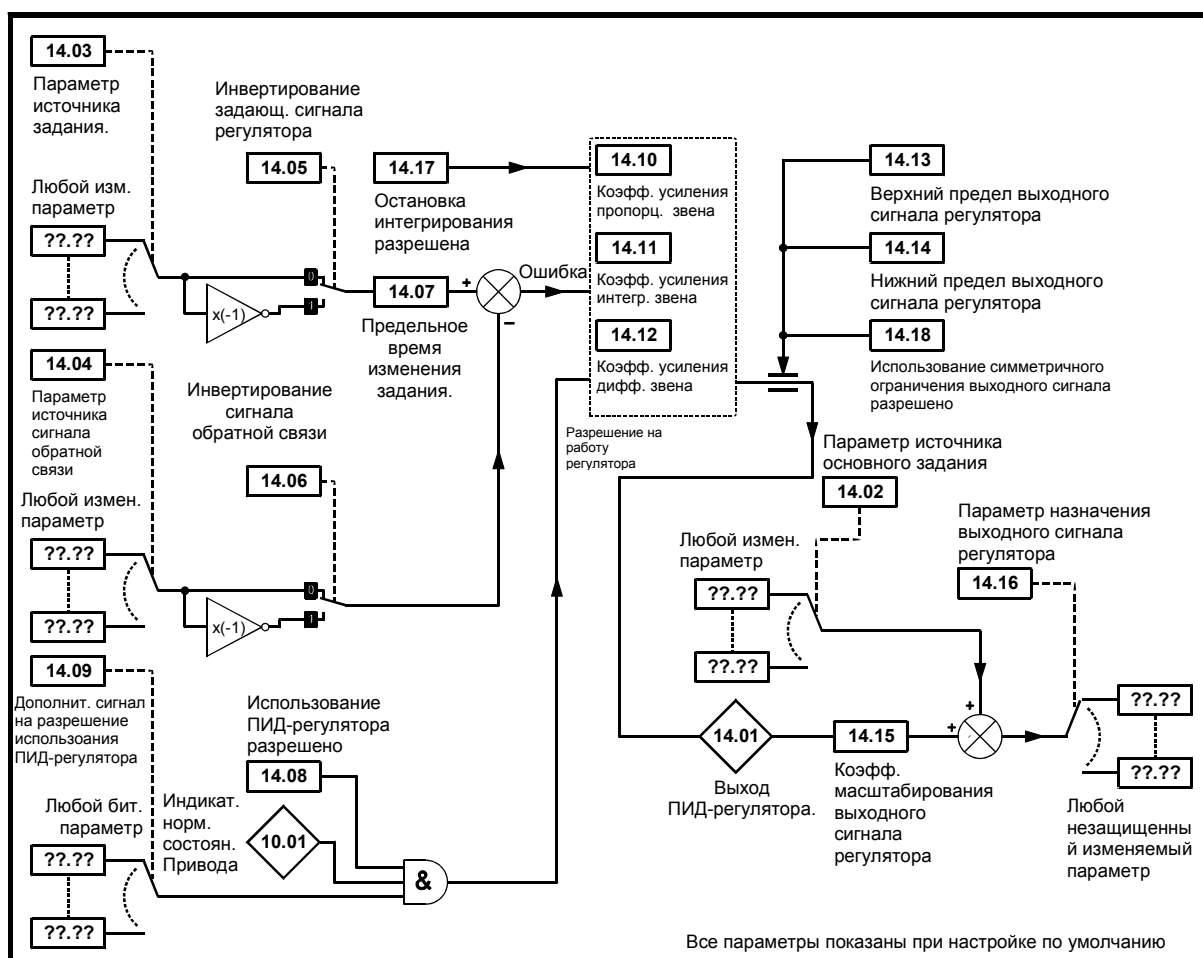 14.03
Параметр
источника
задания.
Инвертирование
задающ. сигнала
регулятора
14.05
14.17
Остановка
интегрирования
разрешена
14.10
Коэфф. усиления
пропорц. звена
14.11
Коэфф. усиления
интегр. звена
14.12
Коэфф. усиления
дифф. звена
14.13
Верхний предел выходного
сигнала регулятора
14.14
Нижний предел выходного
сигнала регулятора
14.18
Использование симметричного
ограничения выходного сигнала
разрешено
Любой изм.
параметр
??.??
??.??
x(-1)
0
1
14.07
Предельное
время
изменения
задания.
+
–
Ошибка
14.04
Параметр
источника
сигнала
обратной
связи
Инвертирование
сигнала
обратной связи
14.06
Любой измен.
параметр
??.??
??.??
x(-1)
0
1
Разрешение на
работу
регулятора
Параметр источника
основного задания
14.02
Любой измен.
параметр
??.??
??.??
Параметр назначения
выходного сигнала
регулятора
14.16
14.09
Дополнит. сигнал
на разрешение
использоания
ПИД-регулятора
Использование
ПИД-регулятора
разрешено
14.08
Любой бит.
параметр
??.??
??.??
Индикат.
норм.
состоян.
Привода
10.01
&
14.01
Выход
ПИД-регулятора.
14.15
Коэфф.
масштабирования
выходного
сигнала
регулятора
+
+
??.??
??.??
Любой
незащищенны
й изменяемый
параметр
Все параметры показаны при настройке по умолчанию